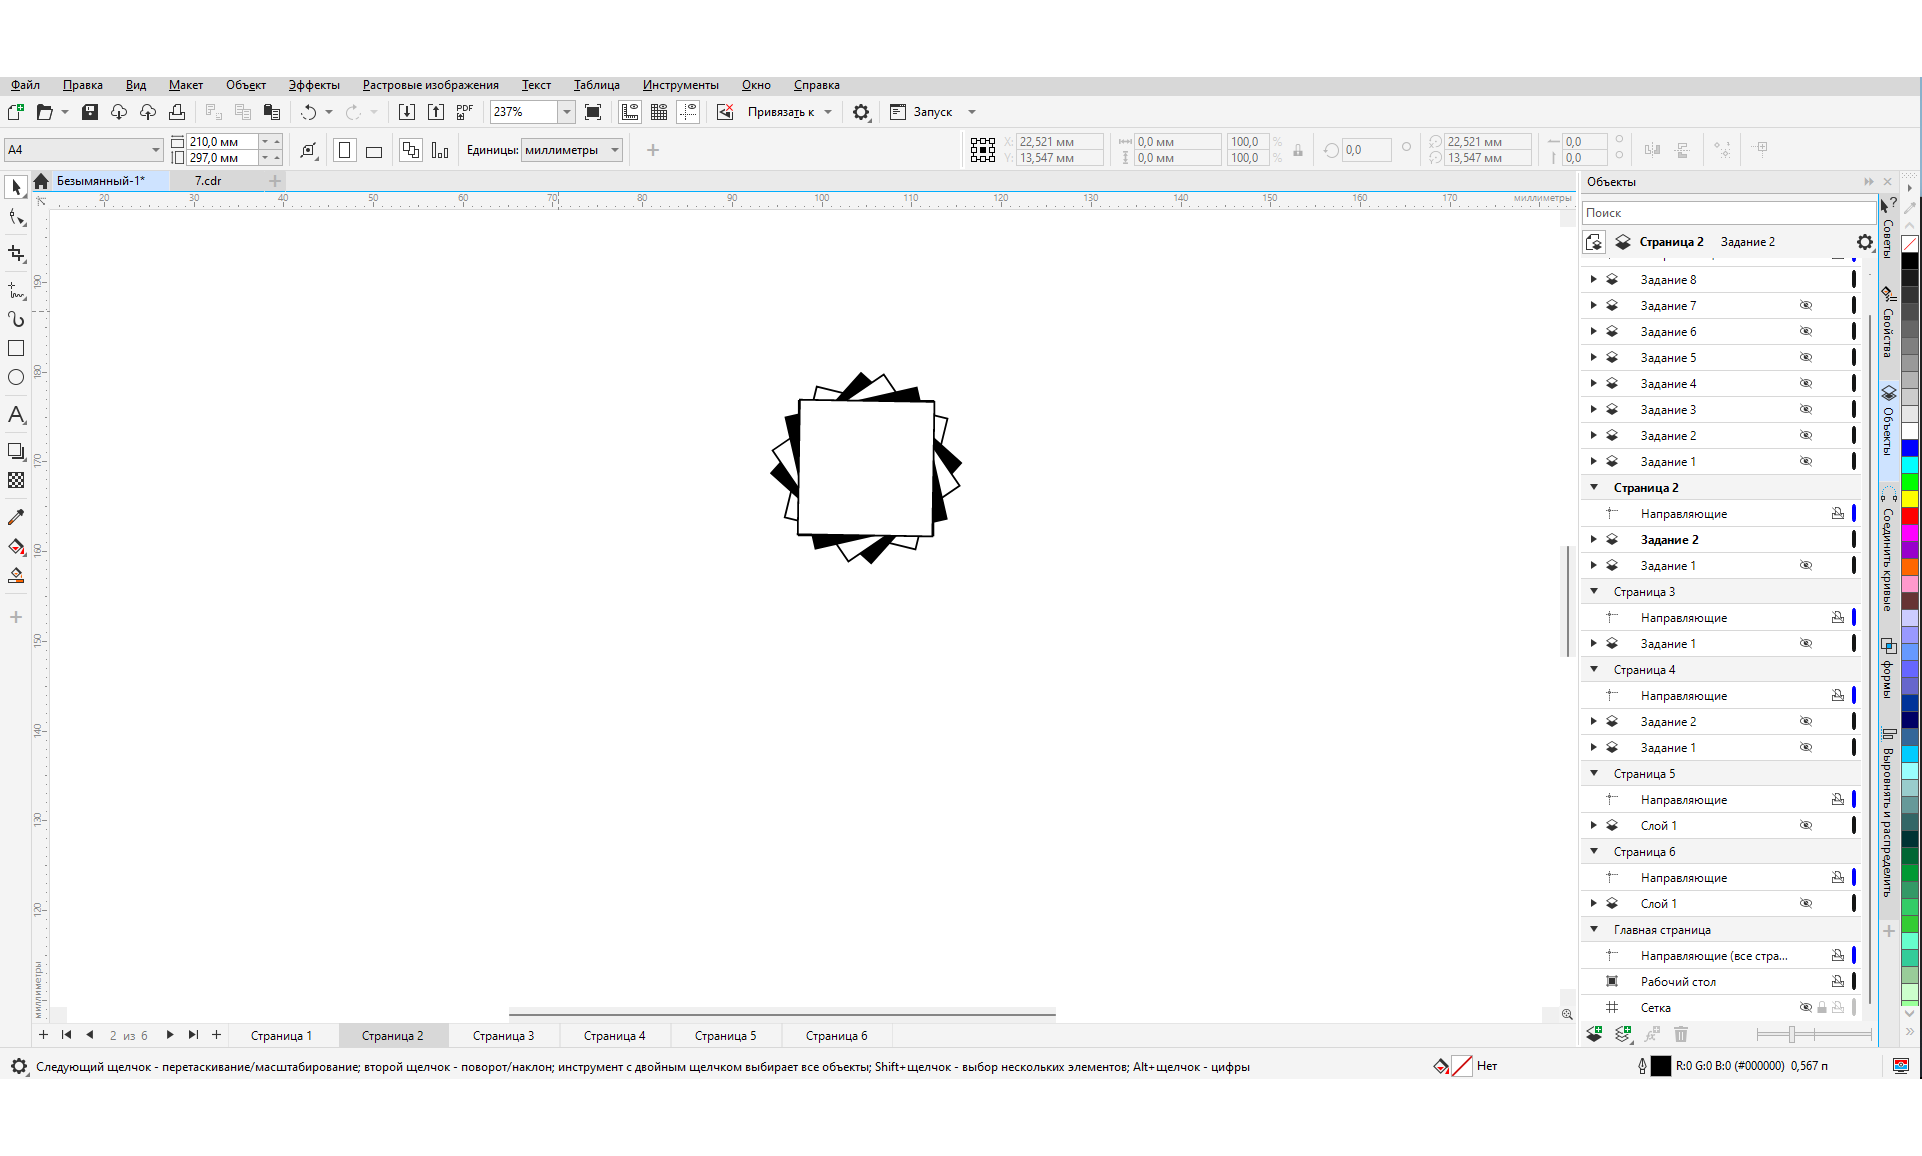 Файл Правка Вид Макет Объект Эффекты Растровые изображения Текст Таблица Инструменты Окно Справка
PDF 237% Привязать к Запуск
A4 210,0 мм 297,0 мм Единицы: миллиметры
X: 22,521 мм 0,0 мм 100,0 % 0,0 22,521 мм 0,0
Y: 13,547 мм 0,0 мм 100,0 % 13,547 мм 0,0
Безымянный-1* 7.cdr
20 30 40 50 60 70 80 90 100 110 120 130 140 150 160 170 миллиметры
190
180
170
160
150
140
130
120
миллиметры
Объекты
Поиск
Страница 2 Задание 2
Задание 8
Задание 7
Задание 6
Задание 5
Задание 4
Задание 3
Задание 2
Задание 1
Страница 2
Направляющие
Задание 2
Задание 1
Страница 3
Направляющие
Задание 1
Страница 4
Направляющие
Задание 2
Задание 1
Страница 5
Направляющие
Слой 1
Страница 6
Направляющие
Слой 1
Главная страница
Направляющие (все стра...
Рабочий стол
Сетка
Советы
Свойства
Объекты
Соединить кривые
формы
Выровнять и распределить
2 из 6 Страница 1 Страница 2 Страница 3 Страница 4 Страница 5 Страница 6
Следующий щелчок - перетаскивание/масштабирование; второй щелчок - поворот/наклон; инструмент с двойным щелчком выбирает все объекты; Shift+щелчок - выбор нескольких элементов; Alt+щелчок - цифры
Нет R:0 G:0 B:0 (#000000) 0,567 п